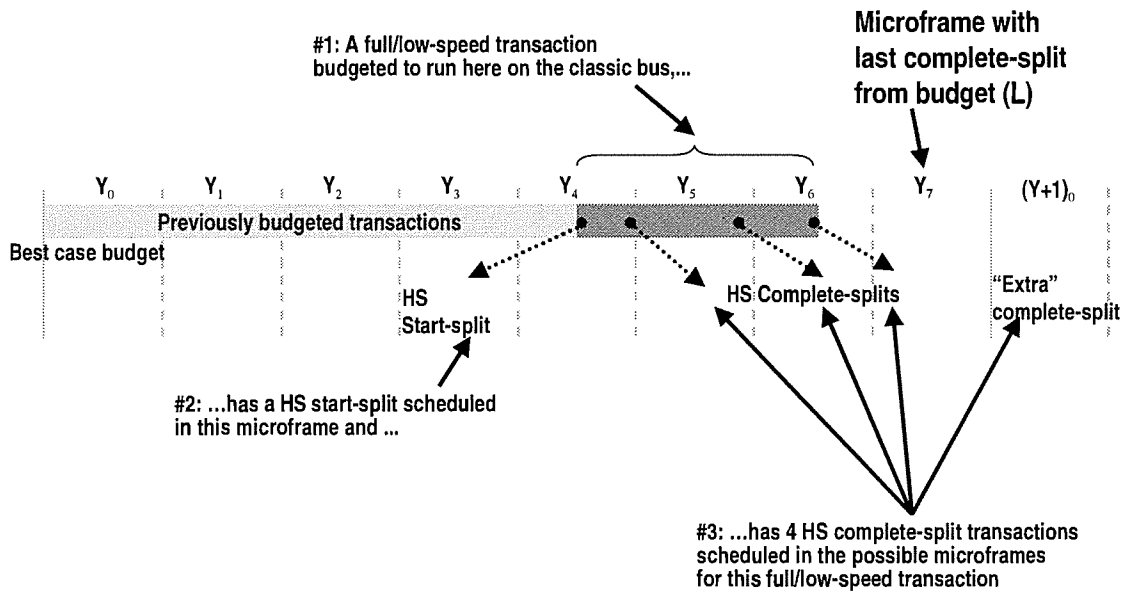 Microframe with
last complete-split
from budget (L)
#1: A full/low-speed transaction
budgeted to run here on the classic bus,...
Y0 Y1 Y2 Y3 Y4 Y5 Y6 Y7 (Y+1)0
Previously budgeted transactions
Best case budget
HS
Start-split
HS Complete-splits
“Extra”
complete-split
#2: ...has a HS start-split scheduled
in this microframe and ...
#3: ...has 4 HS complete-split transactions
scheduled in the possible microframes
for this full/low-speed transaction